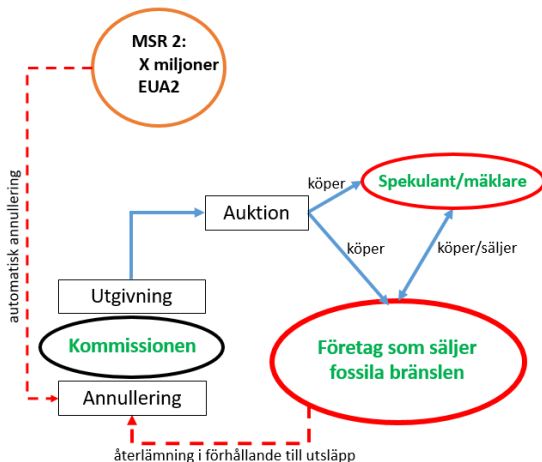 MSR 2:
X miljoner
EUA2
automatisk annullering
köper
Spekulant/mäklare
Auktion
köper
köper/säljer
Utgivning
Kommissionen
Företag som säljer
fossila bränslen
Annullering
återlämning i förhållande till utsläpp